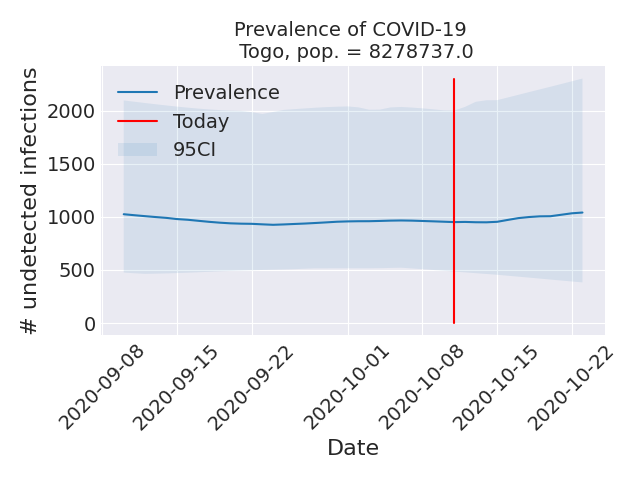 Prevalence of COVID-19
Togo, pop. = 8278737.0
Prevalence
Today
95CI
# undetected infections
2000
1500
1000
500
0
2020-09-08
2020-09-15
2020-09-22
2020-10-01
2020-10-08
2020-10-15
2020-10-22
Date